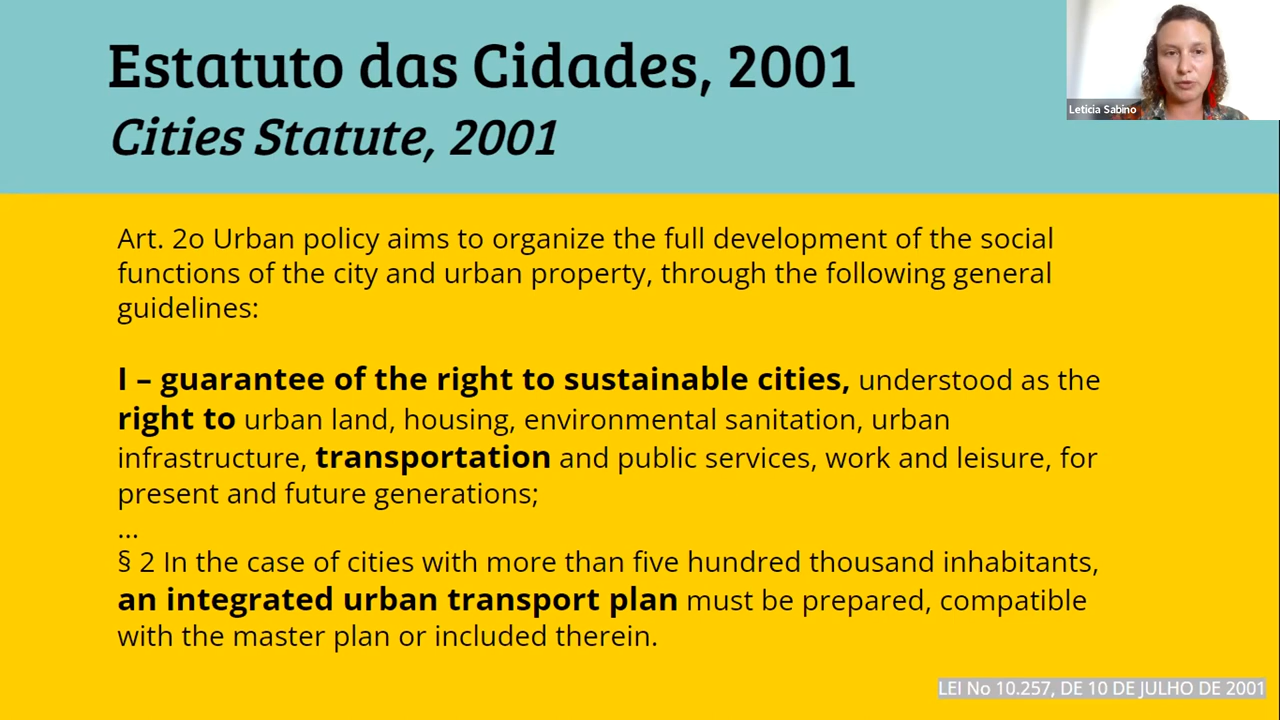 Estatuto das Cidades, 2001
Cities Statute, 2001
Leticia Sabino
Art. 2o Urban policy aims to organize the full development of the social
functions of the city and urban property, through the following general
guidelines:
I – guarantee of the right to sustainable cities, understood as the
right to urban land, housing, environmental sanitation, urban
infrastructure, transportation and public services, work and leisure, for
present and future generations;
...
§ 2 In the case of cities with more than five hundred thousand inhabitants,
an integrated urban transport plan must be prepared, compatible
with the master plan or included therein.
LEI No 10.257, DE 10 DE JULHO DE 2001